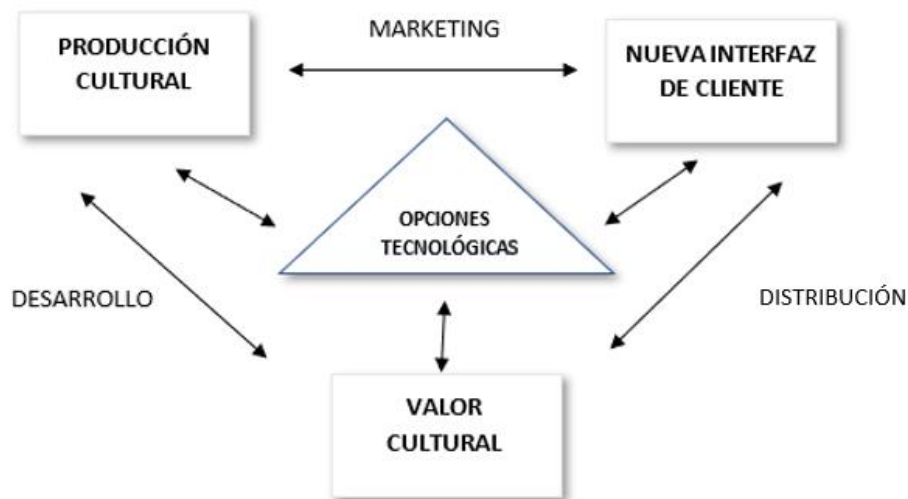 MARKETING
PRODUCCIÓN
CULTURAL
NUEVA INTERFAZ
DE CLIENTE
OPCIONES
TECNOLÓGICAS
DESARROLLO
DISTRIBUCIÓN
VALOR
CULTURAL